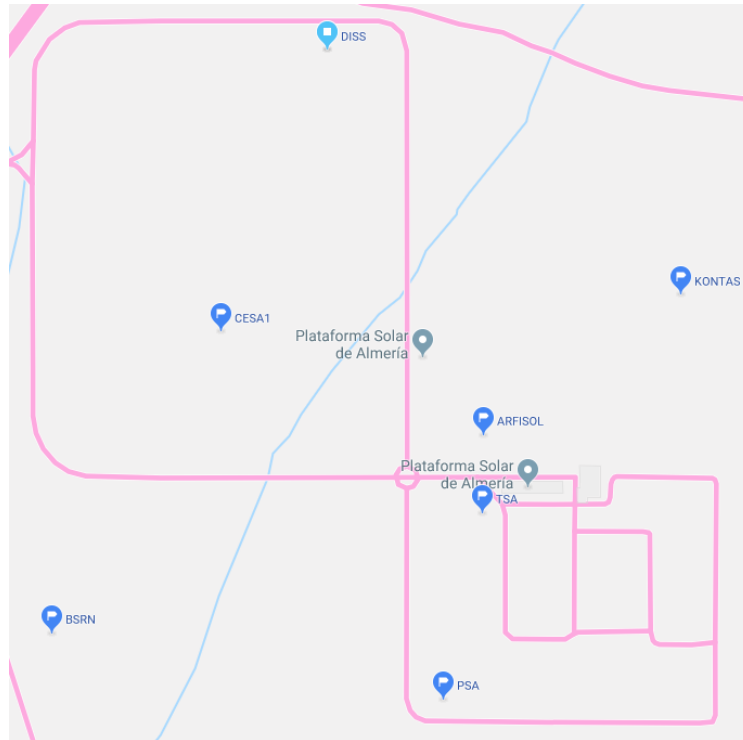 DISS
KONTAS
CESA1
Plataforma Solar
de Almería
ARFISOL
Plataforma Solar
de Almería
TSA
BSRN
PSA